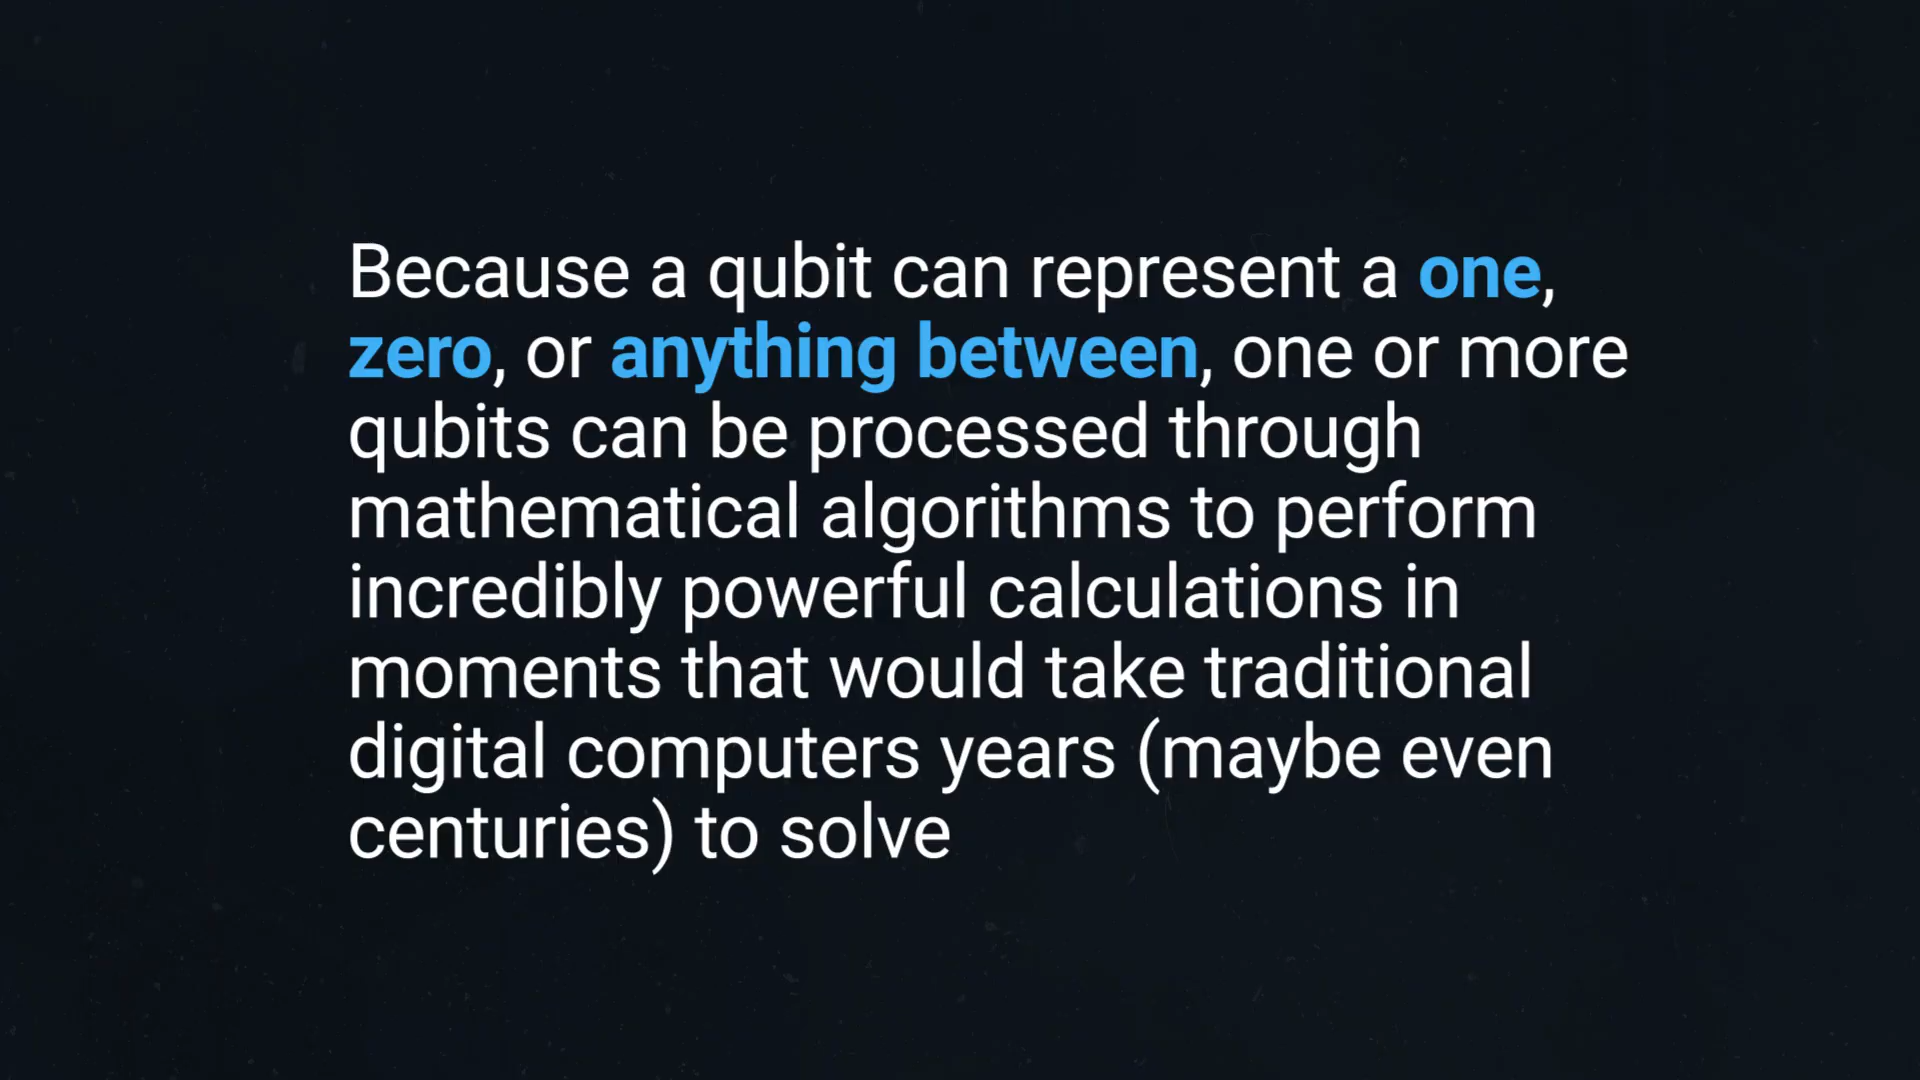 Because a qubit can represent a one,
zero, or anything between, one or more
qubits can be processed through
mathematical algorithms to perform
incredibly powerful calculations in
moments that would take traditional
digital computers years (maybe even
centuries) to solve